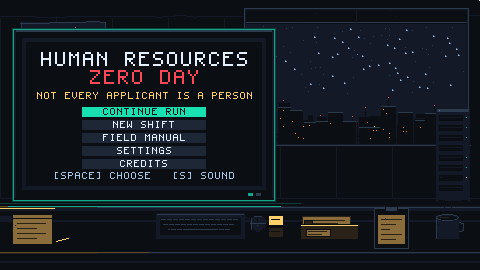 HUMAN RESOURCES
ZERO DAY
NOT EVERY APPLICANT IS A PERSON
CONTINUE RUN
NEW SHIFT
FIELD MANUAL
SETTINGS
CREDITS
[SPACE] CHOOSE [S] SOUND